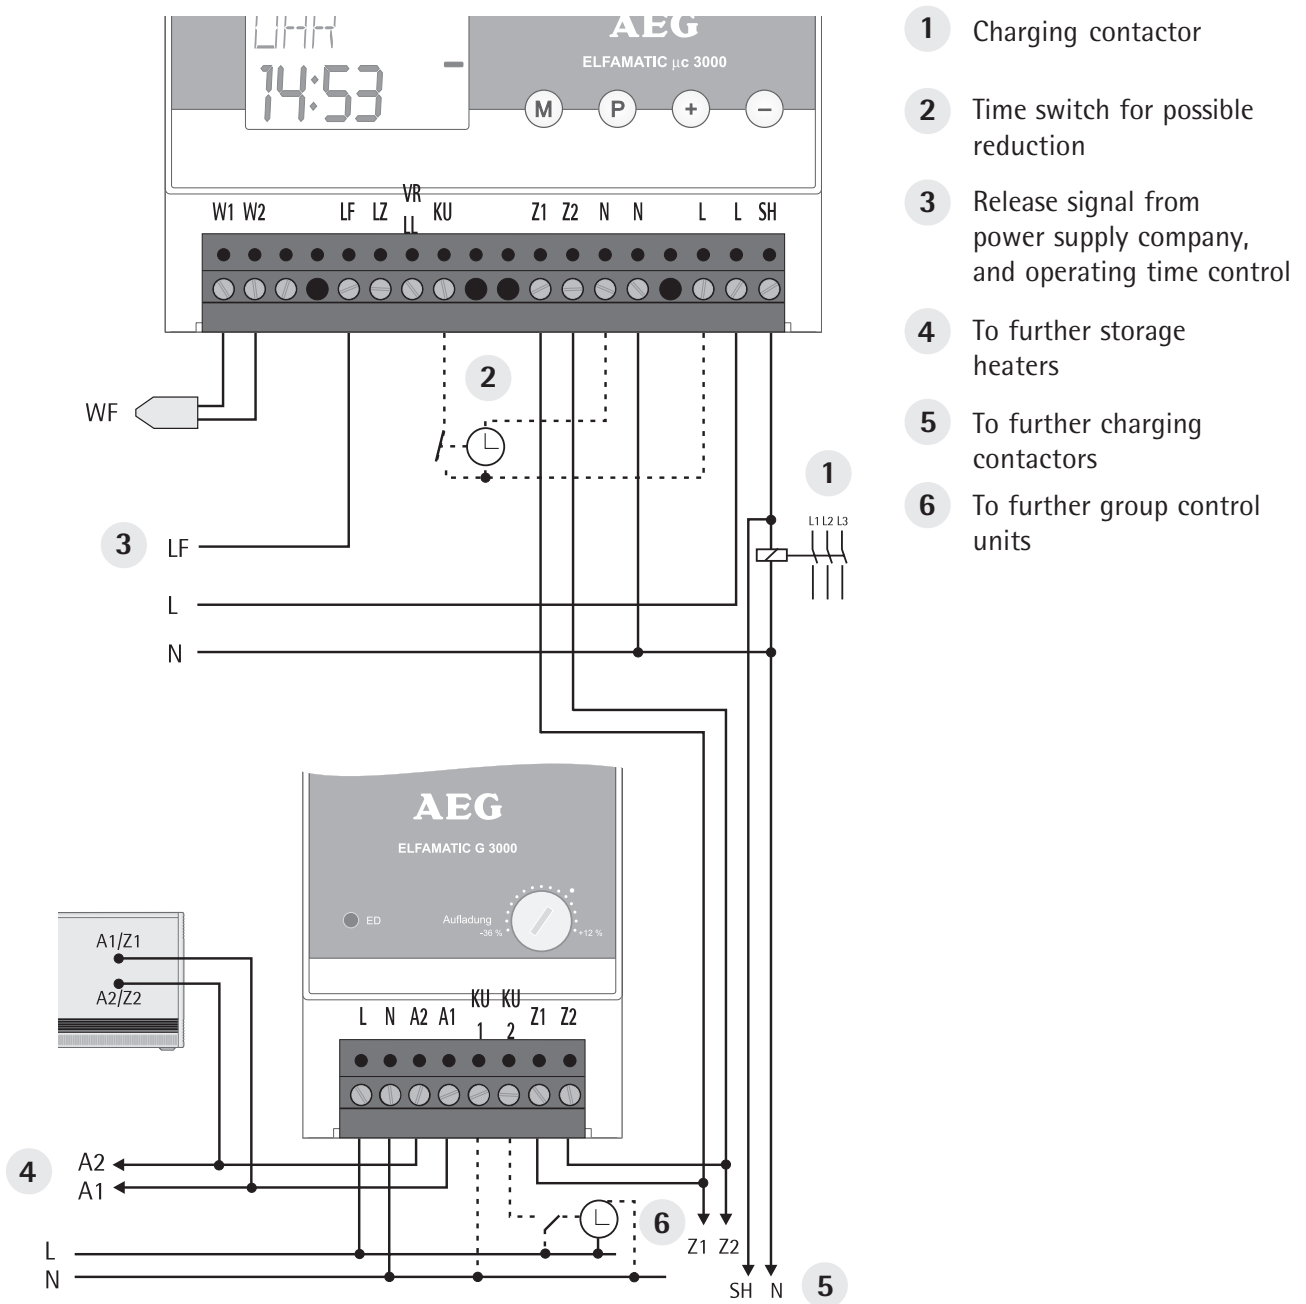 UHR
14:53
AEG
ELFAMATIC µc 3000
M P + −
W1 W2 LF LZ VR LL KU Z1 Z2 N N L L SH
WF
2
1
L1 L2 L3
3 LF
L
N
AEG
ELFAMATIC G 3000
ED
Aufladung
-36 % +12 %
A1/Z1
A2/Z2
L N A2 A1 KU 1 KU 2 Z1 Z2
4
A2
A1
6
L
N
Z1 Z2
SH N 5
1 Charging contactor
2 Time switch for possible
reduction
3 Release signal from
power supply company,
and operating time control
4 To further storage
heaters
5 To further charging
contactors
6 To further group control
units